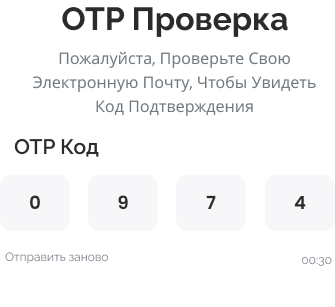 OTP Проверка
Пожалуйста, Проверьте Свою
Электронную Почту, Чтобы Увидеть
Код Подтверждения
OTP Код
0 9 7 4
Отправить заново 00:30